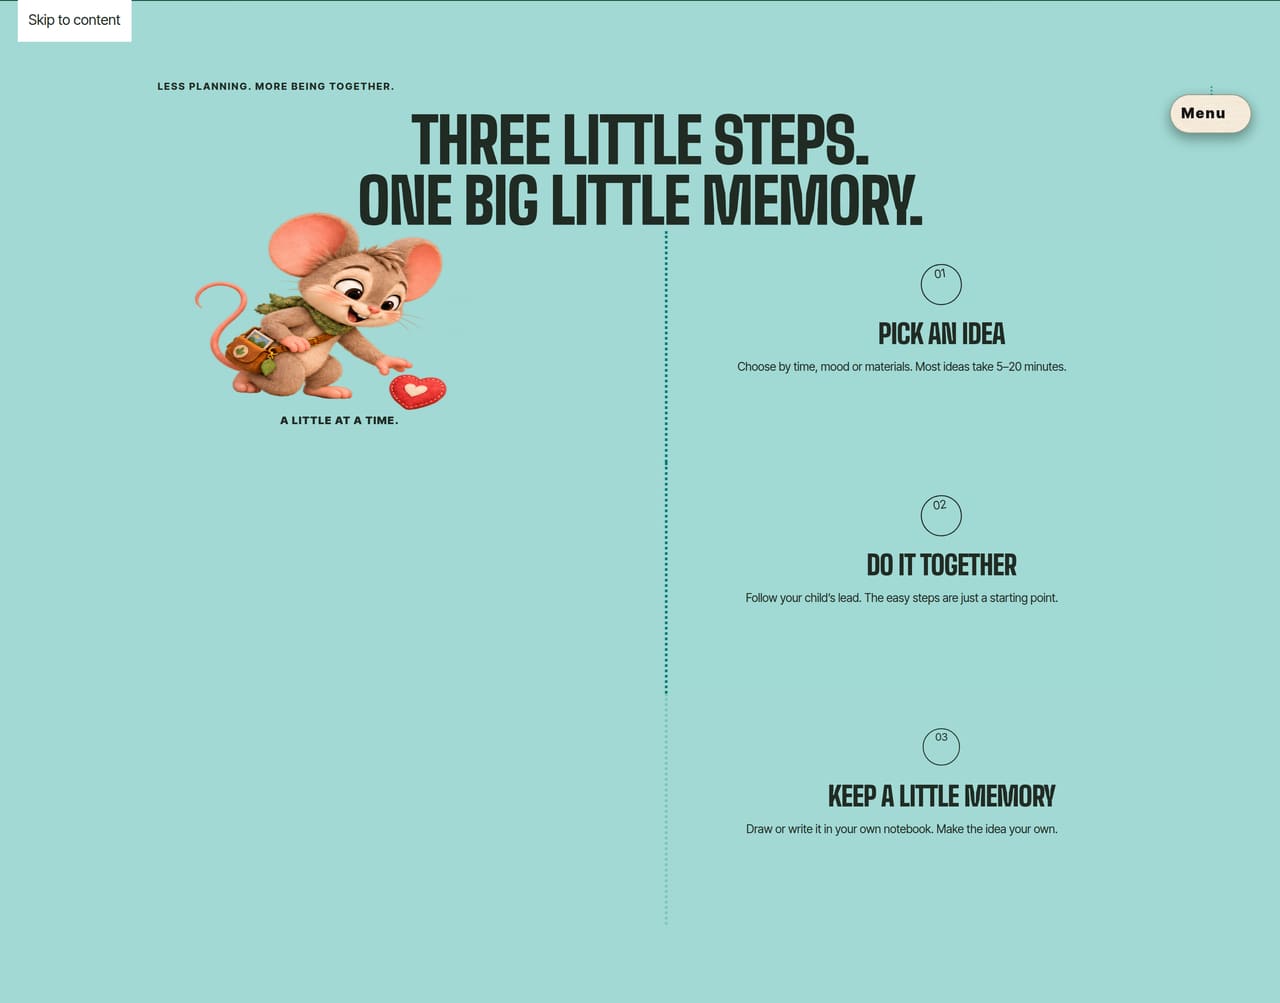 Skip to content
LESS PLANNING. MORE BEING TOGETHER.
Menu
THREE LITTLE STEPS.
ONE BIG LITTLE MEMORY.
A LITTLE AT A TIME.
01
PICK AN IDEA
Choose by time, mood or materials. Most ideas take 5–20 minutes.
02
DO IT TOGETHER
Follow your child's lead. The easy steps are just a starting point.
03
KEEP A LITTLE MEMORY
Draw or write it in your own notebook. Make the idea your own.